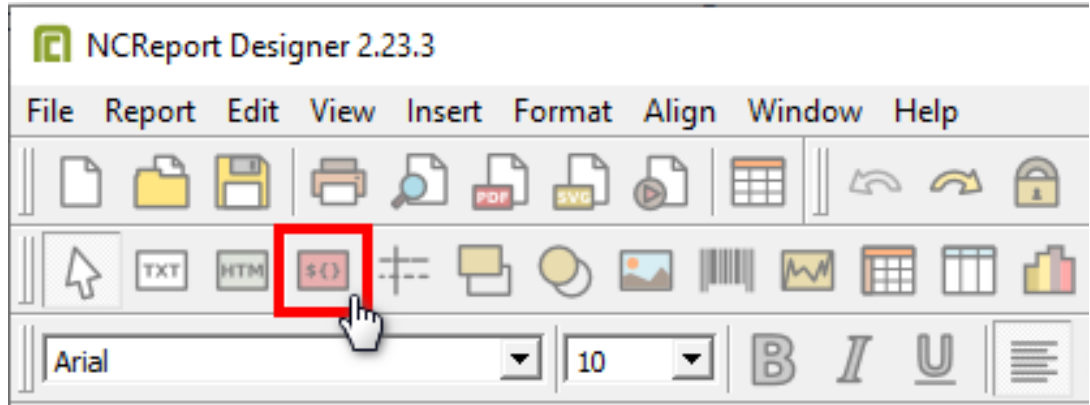 NCReport Designer 2.23.3
File Report Edit View Insert Format Align Window Help
PDF SVG
TXT HTM ${}
Arial 10 B I U